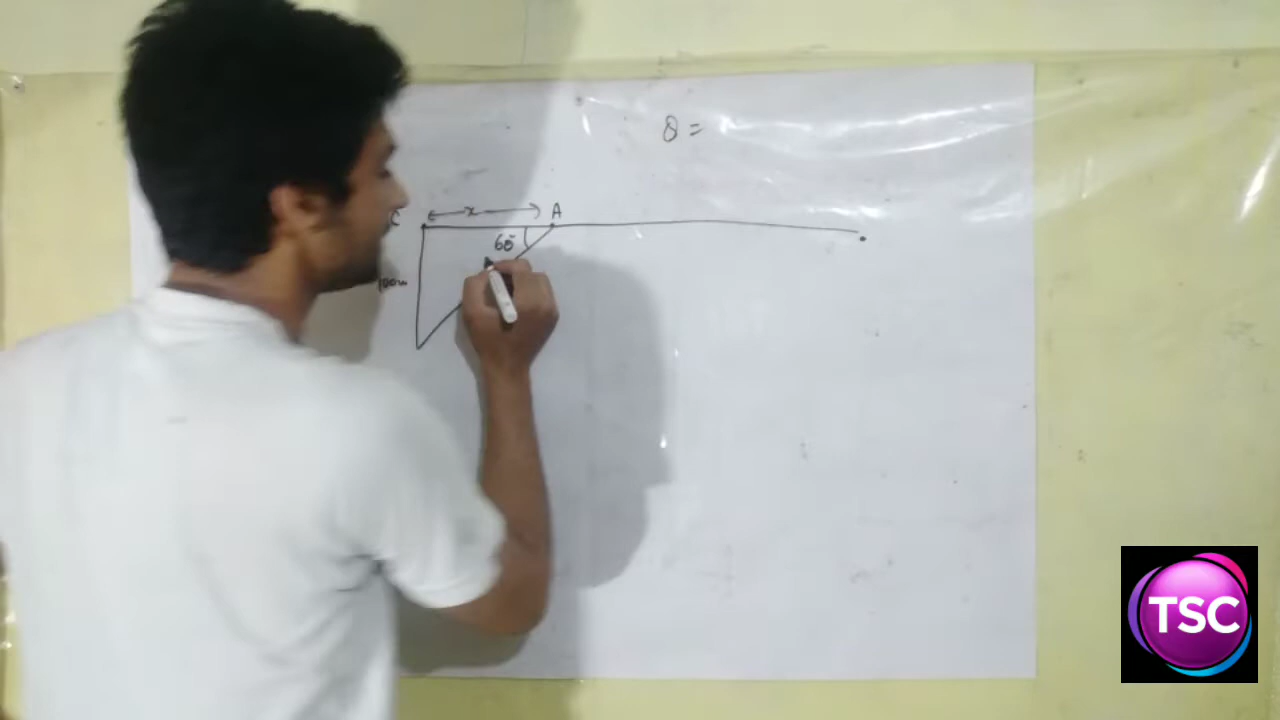 θ =
C x A
60°
100m
TSC